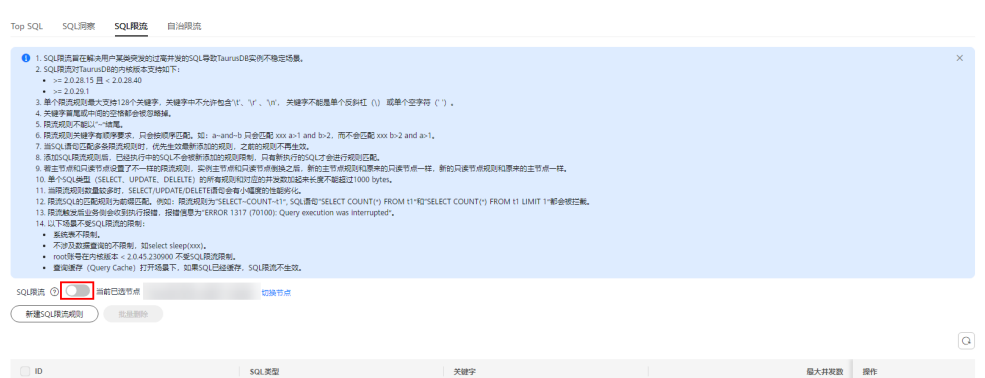 Top SQL SQL洞察 SQL限流 自治限流
1. SQL限流旨在解决用户某类突发的过高并发的SQL导致TaurusDB实例不稳定场景。
2. SQL限流对TaurusDB的内核版本支持如下：
• >= 2.0.28.15 且 < 2.0.28.40
• >= 2.0.29.1
3. 单个限流规则最大支持128个关键字，关键字中不允许包含'\t'、'\r'、'\n'， 关键字不能是单个反斜杠（\）或单个空字符（' '）。
4. 关键字首尾或中间的空格都会被忽略掉。
5. 限流规则不能以"~"结尾。
6. 限流规则关键字有顺序要求，只会按顺序匹配。如：a~and~b 只会匹配 xxx a>1 and b>2，而不会匹配 xxx b>2 and a>1。
7. 当SQL语句匹配多条限流规则时，优先生效最新添加的规则，之前的规则不再生效。
8. 添加SQL限流规则后，已经执行中的SQL不会被新添加的规则限制，只有新执行的SQL才会进行规则匹配。
9. 若主节点和只读节点设置了不一样的限流规则，实例主节点和只读节点倒换之后，新的主节点规则和原来的只读节点一样，新的只读节点规则和原来的主节点一样。
10. 单个SQL类型（SELECT、UPDATE、DELETE）的所有规则和对应的并发数加起来长度不能超过1000 bytes。
11. 当限流规则数量较多时，SELECT/UPDATE/DELETE语句会有小幅度的性能劣化。
12. 限流SQL的匹配规则为前缀匹配。例如：限流规则为"SELECT~COUNT~t1"，SQL语句"SELECT COUNT(*) FROM t1"和"SELECT COUNT(*) FROM t1 LIMIT 1"都会被拦截。
13. 限流触发后业务侧会收到执行报错，报错信息为"ERROR 1317 (70100): Query execution was interrupted"。
14. 以下场景不受SQL限流的限制：
• 系统表不限制。
• 不涉及数据查询的不限制，如select sleep(xxx)。
• root账号在内核版本 < 2.0.45.230900 不受SQL限流限制。
• 查询缓存（Query Cache）打开场景下，如果SQL已经缓存，SQL限流不生效。
SQL限流 当前已选节点 切换节点
新建SQL限流规则 批量删除
ID SQL类型 关键字 最大并发数 操作